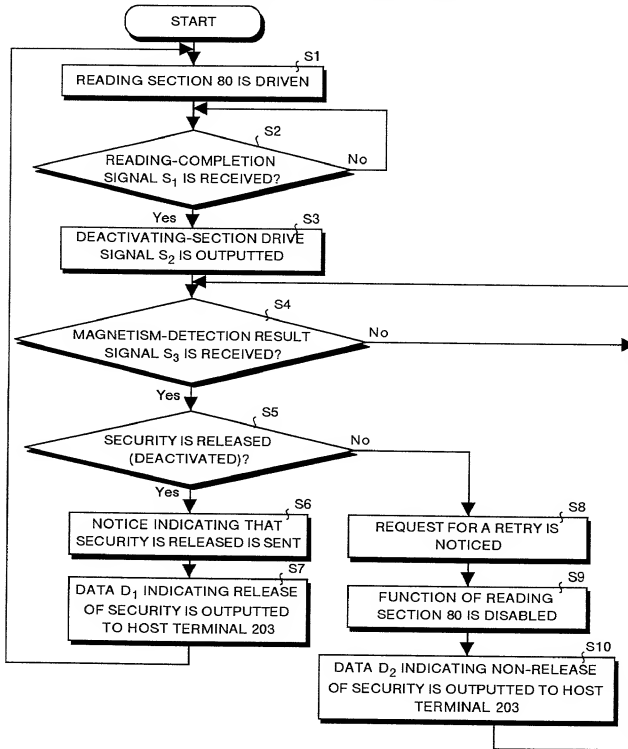 START
S1
READING SECTION 80 IS DRIVEN
S2
READING-COMPLETION
SIGNAL S1 IS RECEIVED?
No
Yes
S3
DEACTIVATING-SECTION DRIVE
SIGNAL S2 IS OUTPUTTED
S4
MAGNETISM-DETECTION RESULT
SIGNAL S3 IS RECEIVED?
No
Yes
S5
SECURITY IS RELEASED
(DEACTIVATED)?
No
Yes
S6
NOTICE INDICATING THAT
SECURITY IS RELEASED IS SENT
S7
DATA D1 INDICATING RELEASE
OF SECURITY IS OUTPUTTED
TO HOST TERMINAL 203
S8
REQUEST FOR A RETRY IS
NOTICED
S9
FUNCTION OF READING
SECTION 80 IS DISABLED
S10
DATA D2 INDICATING NON-RELEASE
OF SECURITY IS OUTPUTTED TO HOST
TERMINAL 203